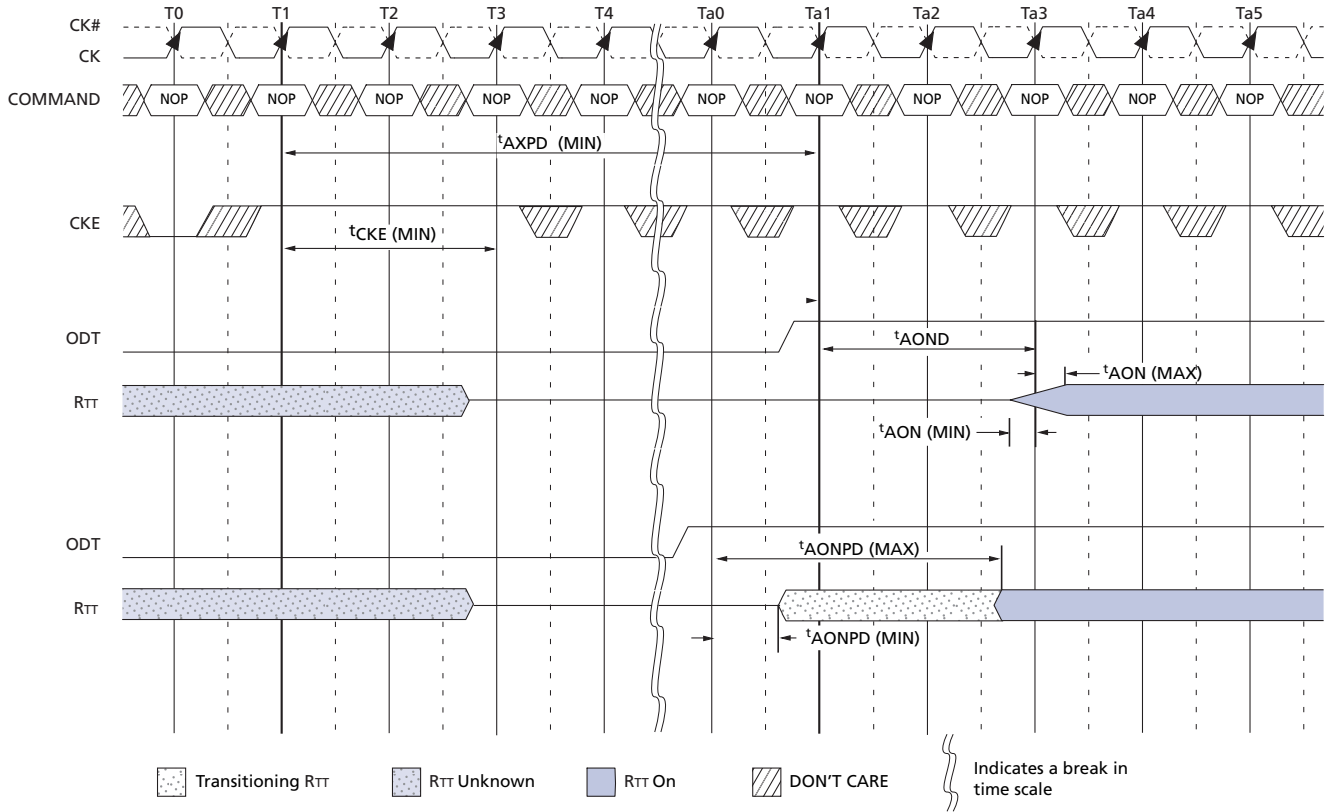 T0 T1 T2 T3 T4 Ta0 Ta1 Ta2 Ta3 Ta4 Ta5
CK#
CK
COMMAND NOP NOP NOP NOP NOP NOP NOP NOP NOP NOP NOP
tAXPD (MIN)
CKE
tCKE (MIN)
ODT
tAOND
tAON (MAX)
RTT
tAON (MIN)
ODT
tAONPD (MAX)
RTT
tAONPD (MIN)
Transitioning RTT RTT Unknown RTT On DON'T CARE Indicates a break in
time scale